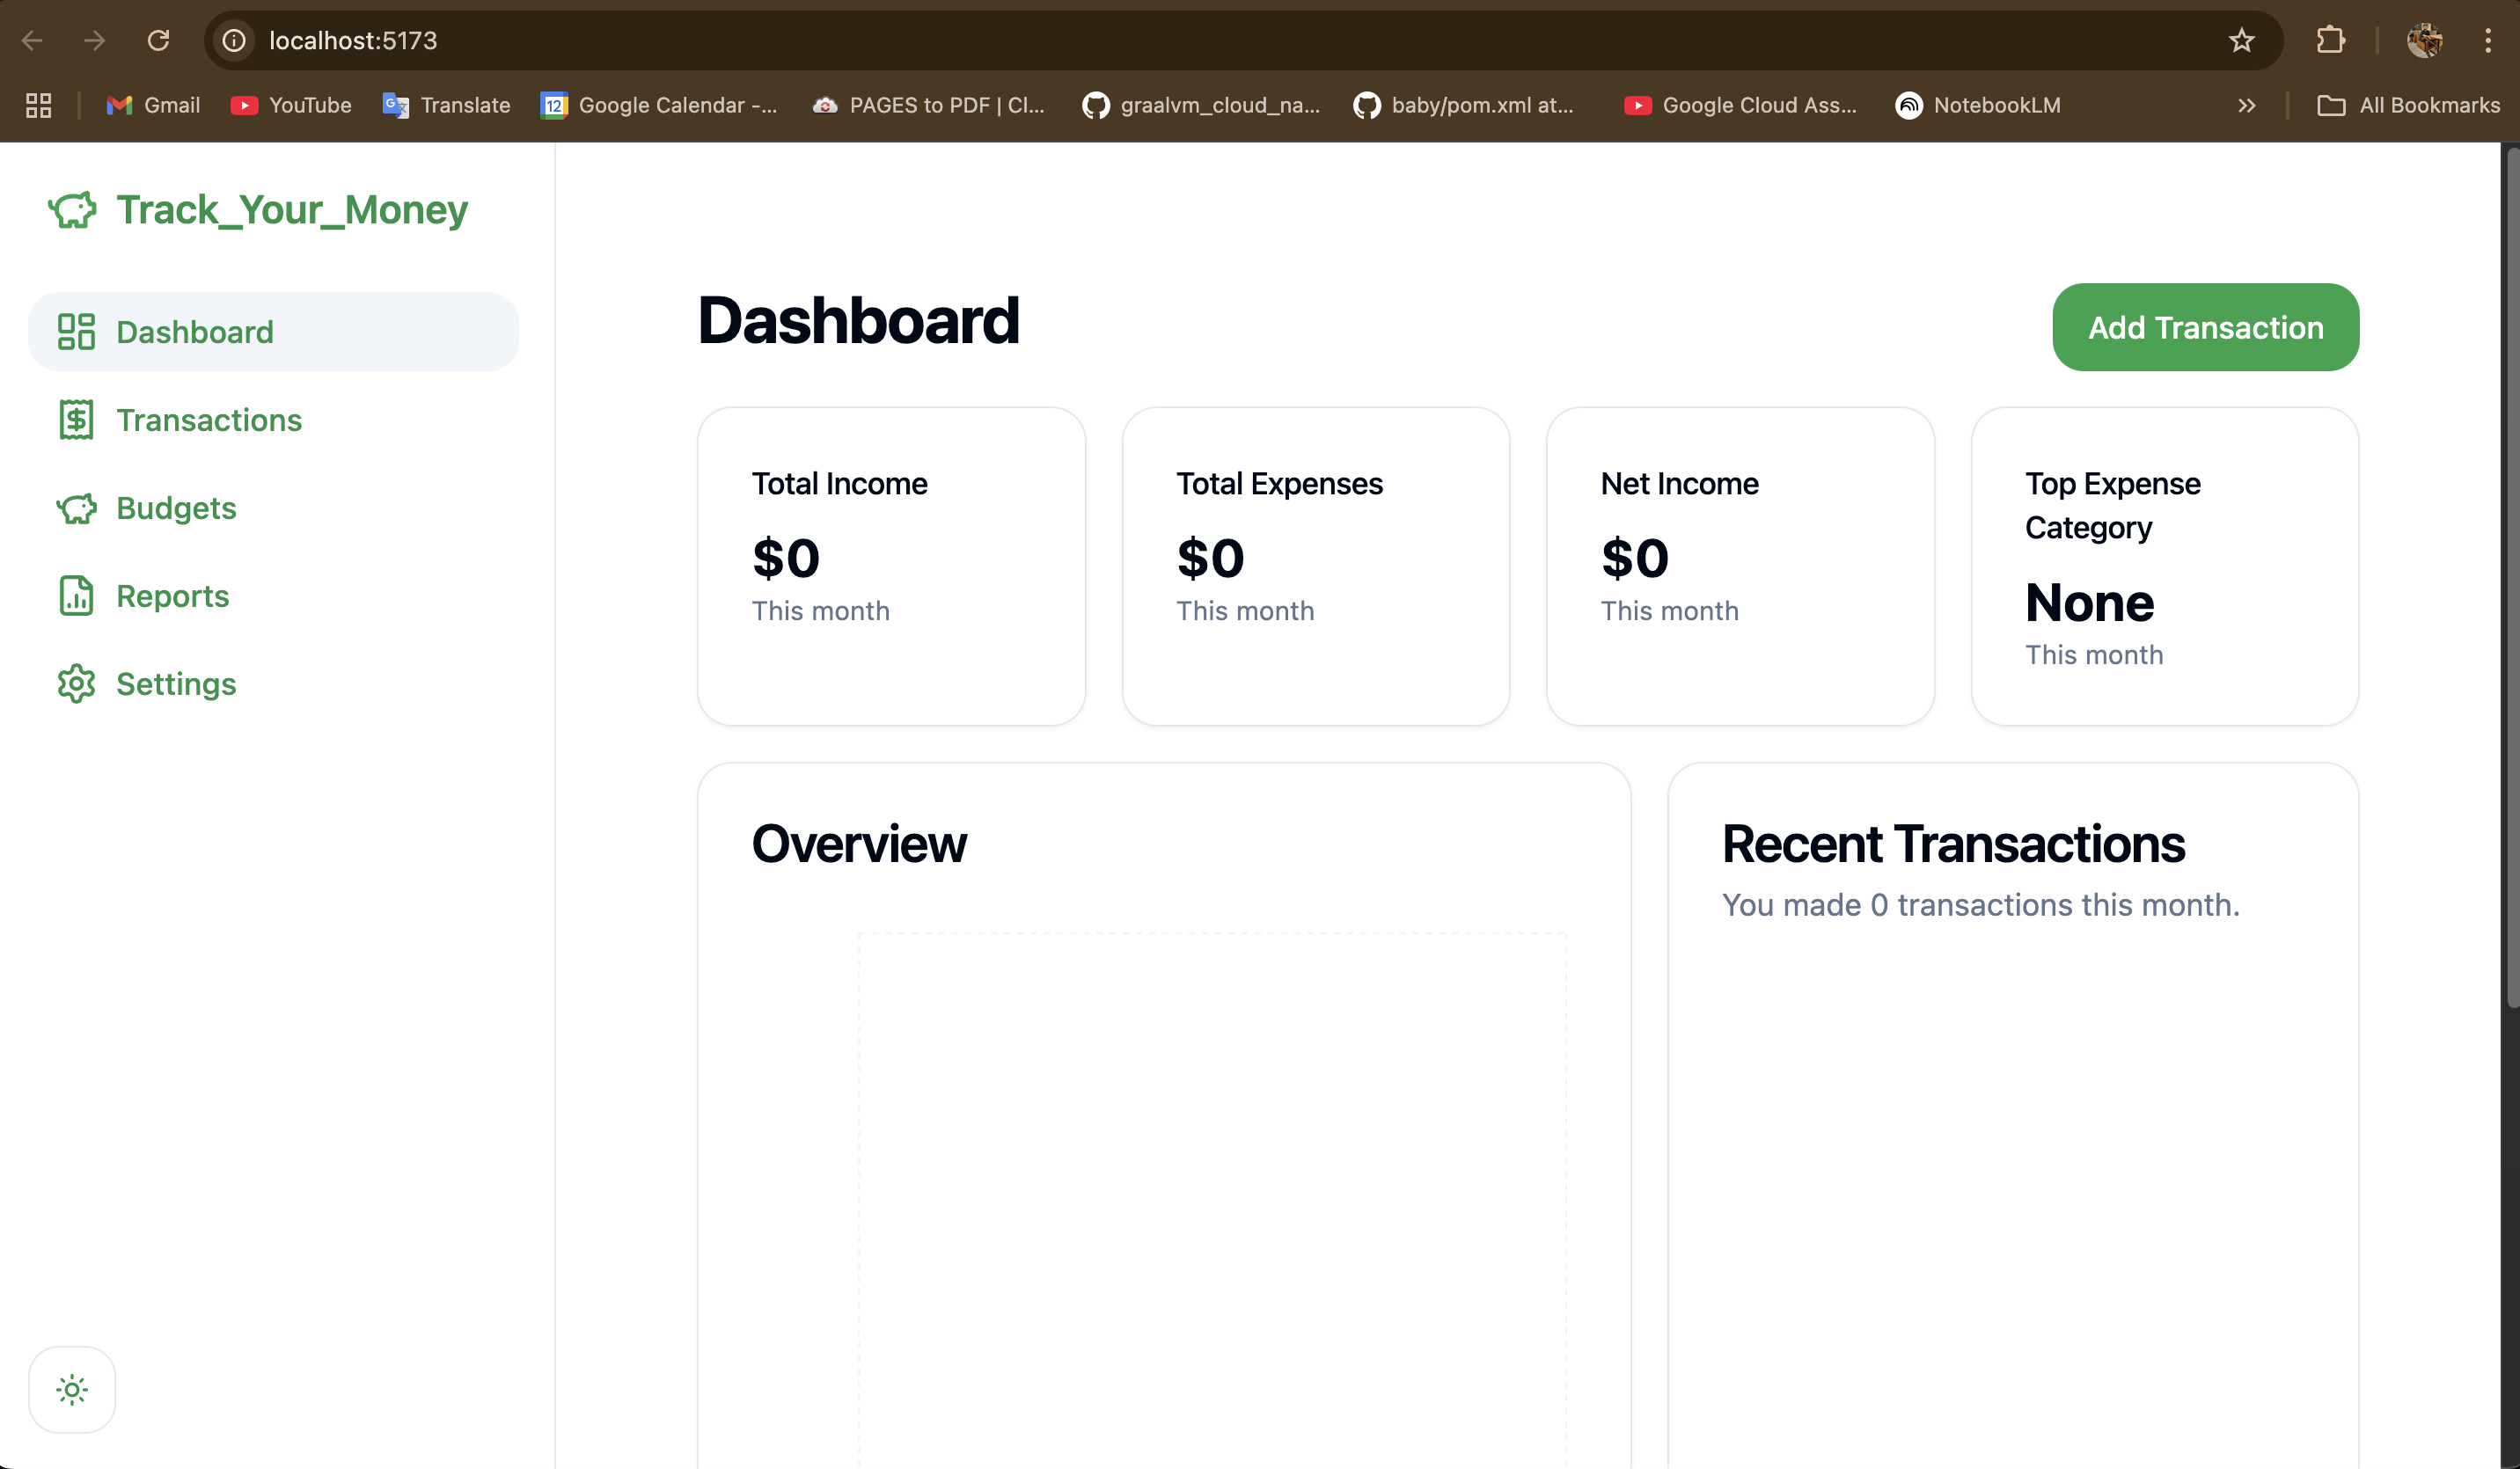 localhost:5173
Gmail
YouTube
Translate
12
Google Calendar -...
PAGES to PDF | Cl...
graalvm_cloud_na...
baby/pom.xml at...
Google Cloud Ass...
NotebookLM
All Bookmarks
Track_Your_Money
Dashboard
Transactions
Budgets
Reports
Settings
Dashboard
Add Transaction
Total Income
$0
This month
Total Expenses
$0
This month
Net Income
$0
This month
Top Expense
Category
None
This month
Overview
Recent Transactions
You made 0 transactions this month.